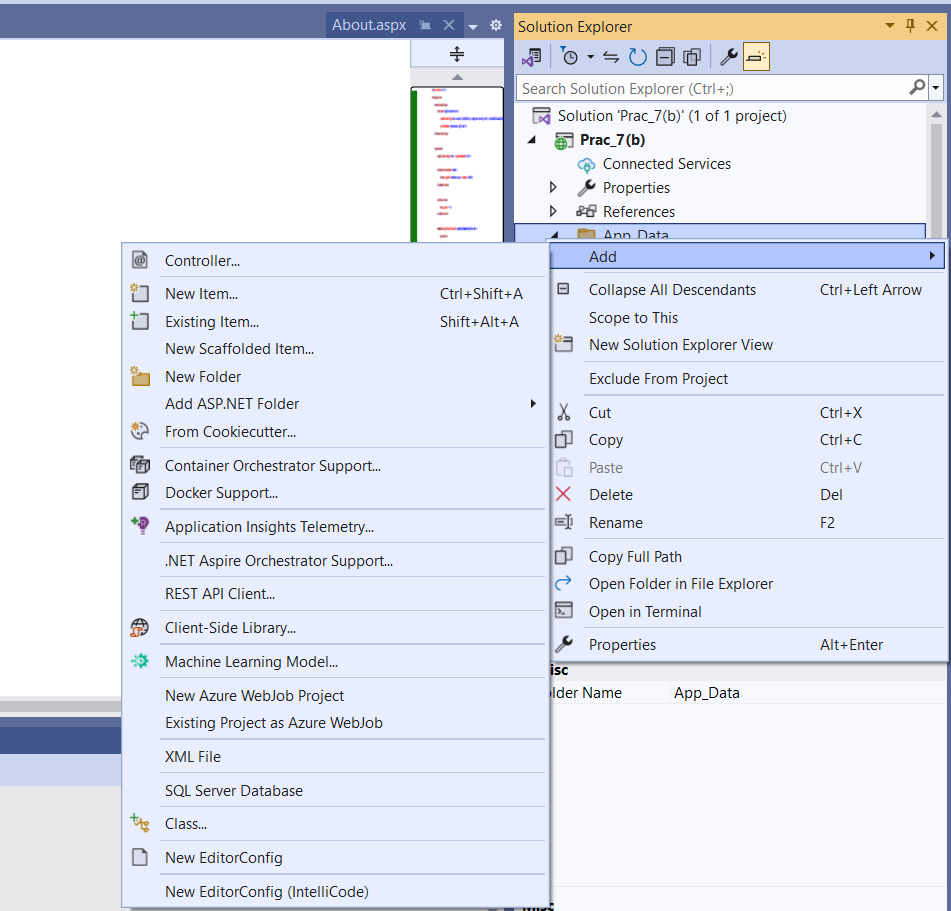 About.aspx
Solution Explorer
Search Solution Explorer (Ctrl+;)
Solution 'Prac_7(b)' (1 of 1 project)
Prac_7(b)
Connected Services
Properties
References
App_Data
Controller...
New Item... Ctrl+Shift+A
Existing Item... Shift+Alt+A
New Scaffolded Item...
New Folder
Add ASP.NET Folder
From Cookiecutter...
Container Orchestrator Support...
Docker Support...
Application Insights Telemetry...
.NET Aspire Orchestrator Support...
REST API Client...
Client-Side Library...
Machine Learning Model...
New Azure WebJob Project
Existing Project as Azure WebJob
XML File
SQL Server Database
Class...
New EditorConfig
New EditorConfig (IntelliCode)
Add
Collapse All Descendants Ctrl+Left Arrow
Scope to This
New Solution Explorer View
Exclude From Project
Cut Ctrl+X
Copy Ctrl+C
Paste Ctrl+V
Delete Del
Rename F2
Copy Full Path
Open Folder in File Explorer
Open in Terminal
Properties Alt+Enter
isc
lder Name App_Data
Misc